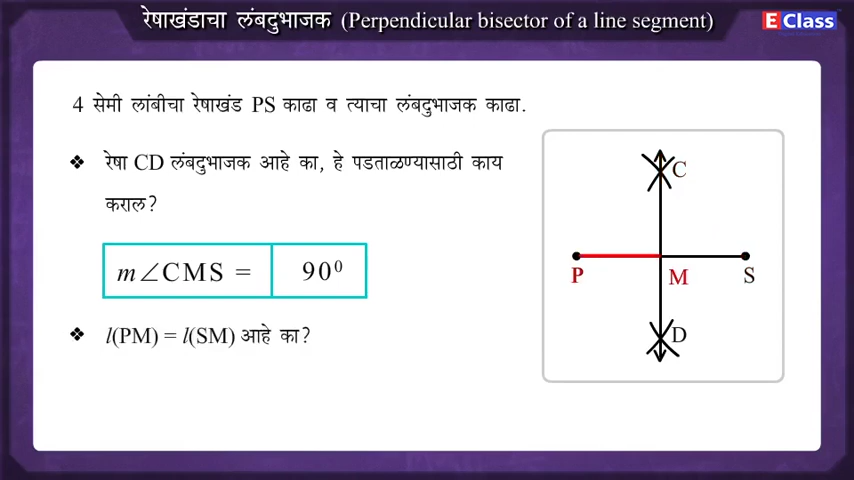 रेषाखंडाचा लंबदुभाजक (Perpendicular bisector of a line segment)
E Class
4 सेमी लांबीचा रेषाखंड PS काढा व त्याचा लंबदुभाजक काढा.
❖ रेषा CD लंबदुभाजक आहे का, हे पडताळण्यासाठी काय
कराल?
m∠CMS = 90⁰
❖ l(PM) = l(SM) आहे का?
C
P M S
D